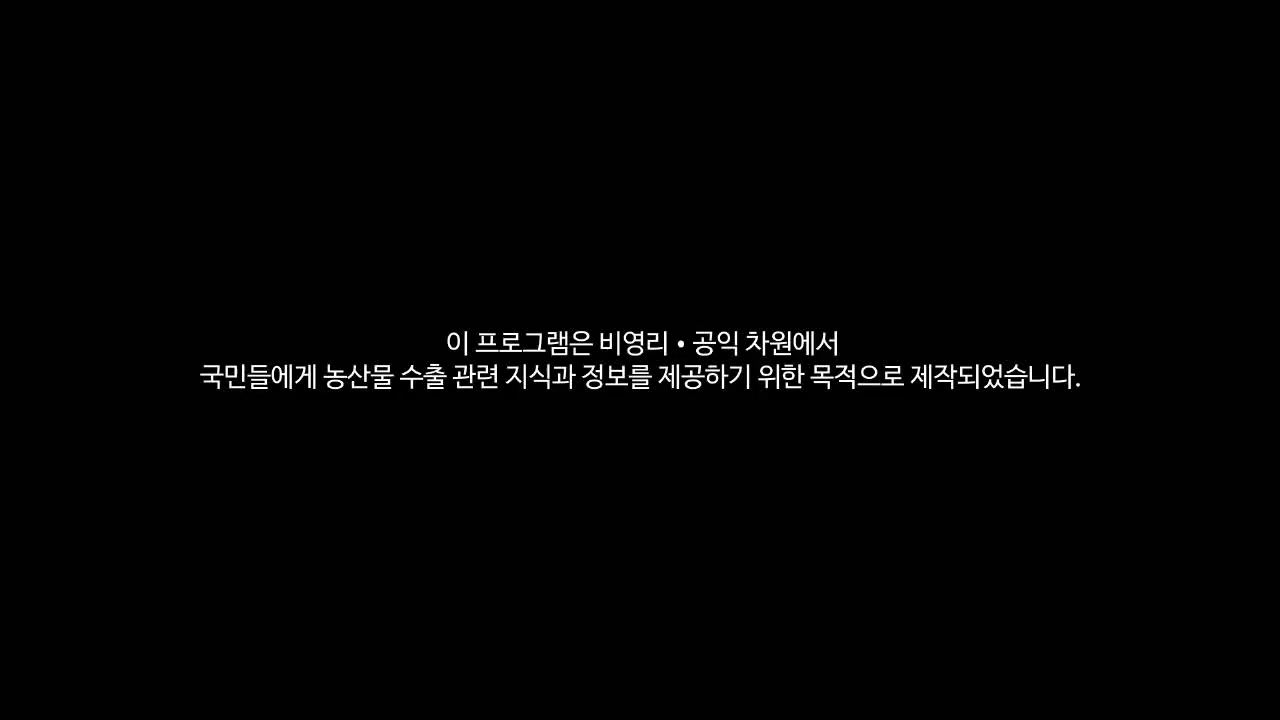 이 프로그램은 비영리 • 공익 차원에서
국민들에게 농산물 수출 관련 지식과 정보를 제공하기 위한 목적으로 제작되었습니다.